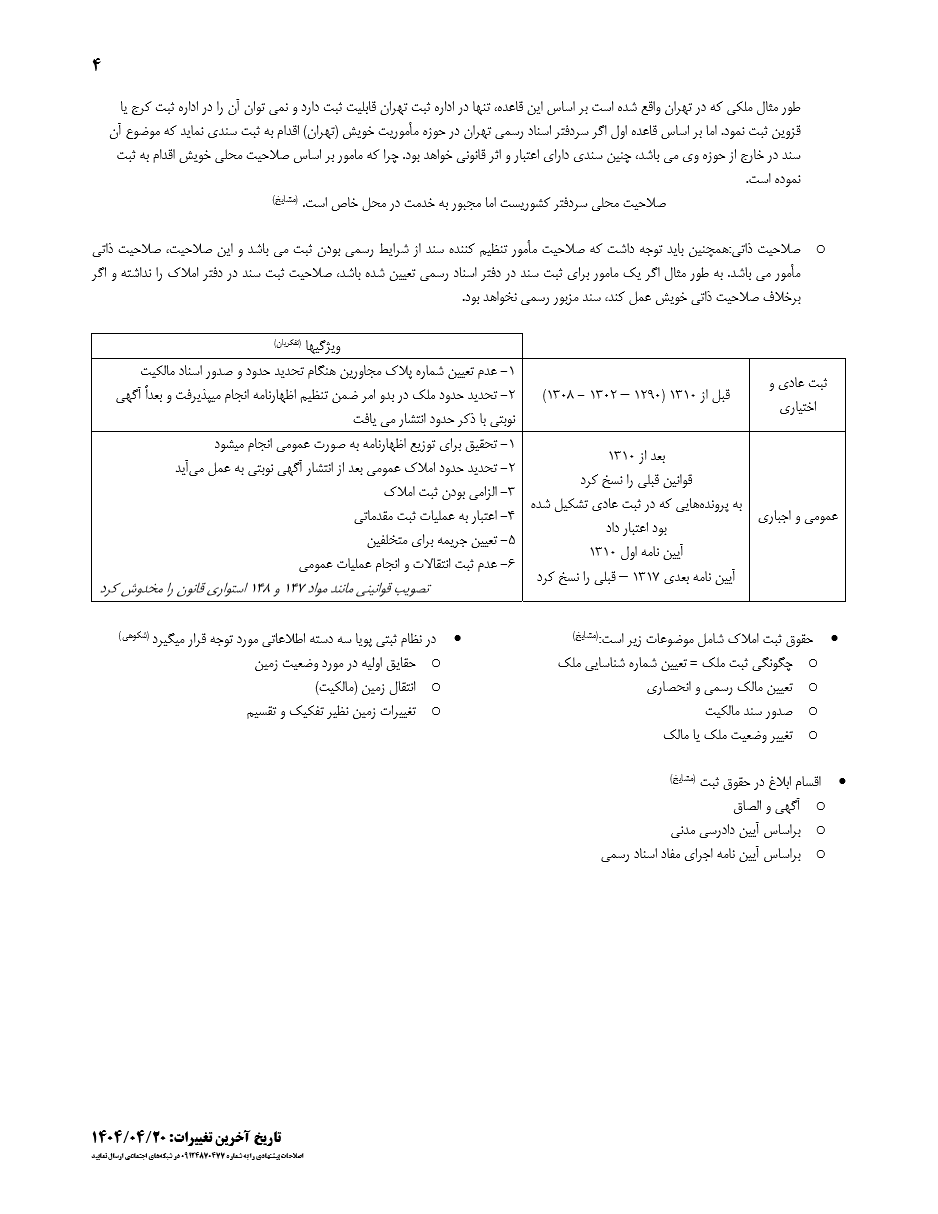 ۴
طور مثال ملکی که در تهران واقع شده است بر اساس این قاعده، تنها در اداره ثبت تهران قابلیت ثبت دارد و نمی توان آن را در اداره ثبت کرج یا
قزوین ثبت نمود. اما بر اساس قاعده اول اگر سردفتر اسناد رسمی تهران در حوزه مأموریت خویش (تهران) اقدام به ثبت سندی نماید که موضوع آن
سند در خارج از حوزه وی می باشد، چنین سندی دارای اعتبار و اثر قانونی خواهد بود. چرا که مامور بر اساس صلاحیت محلی خویش اقدام به ثبت
نموده است.
صلاحیت محلی سردفتر کشوریست اما مجبور به خدمت در محل خاص است. (مشایخ)
○ صلاحیت ذاتی:همچنین باید توجه داشت که صلاحیت مأمور تنظیم کننده سند از شرایط رسمی بودن ثبت می باشد و این صلاحیت، صلاحیت ذاتی
مأمور می باشد. به طور مثال اگر یک مامور برای ثبت سند در دفتر اسناد رسمی تعیین شده باشد، صلاحیت ثبت سند در دفتر املاک را نداشته و اگر
برخلاف صلاحیت ذاتی خویش عمل کند، سند مزبور رسمی نخواهد بود.
ویژگیها (تفکریان)
ثبت عادی و
اختیاری
قبل از ۱۳۱۰ (۱۲۹۰ – ۱۳۰۲ - ۱۳۰۸)
۱- عدم تعیین شماره پلاک مجاورین هنگام تحدید حدود و صدور اسناد مالکیت
۲- تحدید حدود ملک در بدو امر ضمن تنظیم اظهارنامه انجام میپذیرفت و بعداً آگهی
نوبتی با ذکر حدود انتشار می یافت
عمومی و اجباری
بعد از ۱۳۱۰
قوانین قبلی را نسخ کرد
به پرونده‌هایی که در ثبت عادی تشکیل شده
بود اعتبار داد
آیین نامه اول ۱۳۱۰
آیین نامه بعدی ۱۳۱۷ – قبلی را نسخ کرد
۱- تحقیق برای توزیع اظهارنامه به صورت عمومی انجام میشود
۲- تحدید حدود املاک عمومی بعد از انتشار آگهی نوبتی به عمل می‌آید
۳- الزامی بودن ثبت املاک
۴- اعتبار به عملیات ثبت مقدماتی
۵- تعیین جریمه برای متخلفین
۶- عدم ثبت انتقالات و انجام عملیات عمومی
تصویب قوانینی مانند مواد ۱۴۷ و ۱۴۸ استواری قانون را مخدوش کرد
• حقوق ثبت املاک شامل موضوعات زیر است:(مشایخ)
○ چگونگی ثبت ملک = تعیین شماره شناسایی ملک
○ تعیین مالک رسمی و انحصاری
○ صدور سند مالکیت
○ تغییر وضعیت ملک یا مالک
• در نظام ثبتی پویا سه دسته اطلاعاتی مورد توجه قرار میگیرد (شکوهی)
○ حقایق اولیه در مورد وضعیت زمین
○ انتقال زمین (مالکیت)
○ تغییرات زمین نظیر تفکیک و تقسیم
• اقسام ابلاغ در حقوق ثبت (مشایخ)
○ آگهی و الصاق
○ براساس آیین دادرسی مدنی
○ براساس آیین نامه اجرای مفاد اسناد رسمی
تاریخ آخرین تغییرات: ۱۴۰۴/۰۴/۲۰
اصلاحات پیشنهادی را به شماره ۰۹۱۲۴۸۷۰۴۷۷ در شبکه‌های اجتماعی ارسال نمایید